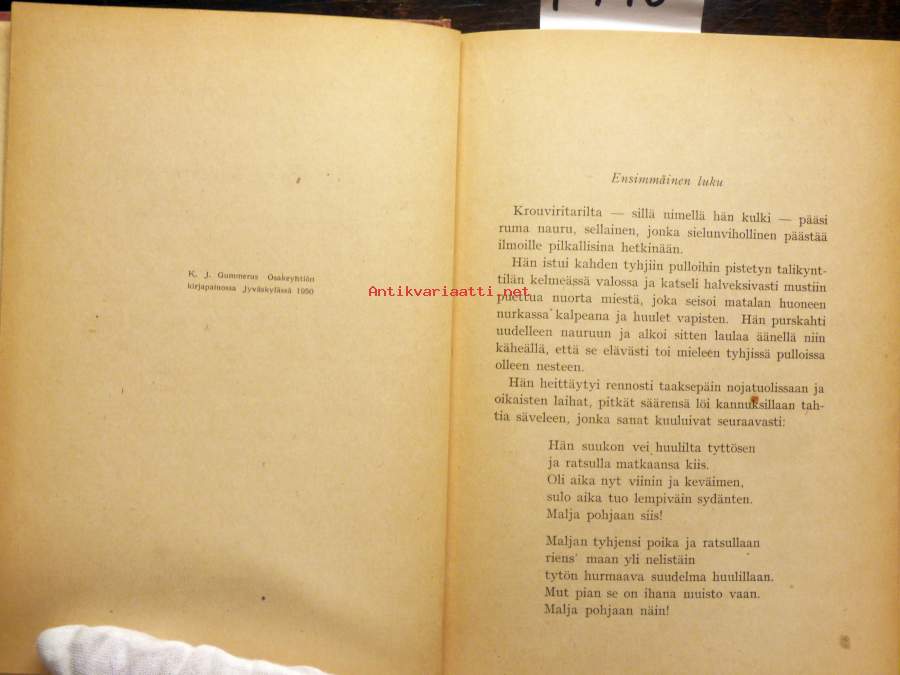 K. J. Gummerus Osakeyhtiön
kirjapainossa Jyväskylässä 1950
Antikvariaatti.net
Ensimmäinen luku
Krouviritarilta — sillä nimellä hän kulki — pääsi
ruma nauru, sellainen, jonka sielunvihollinen päästää
ilmoille pilkallisina hetkinään.
Hän istui kahden tyhjiin pulloihin pistetyn talikynt-
tilän kelmeässä valossa ja katseli halveksivasti mustiin
puettua nuorta miestä, joka seisoi matalan huoneen
nurkassa kalpeana ja huulet vapisten. Hän purskahti
uudelleen nauruun ja alkoi sitten laulaa äänellä niin
käheällä, että se elävästi toi mieleen tyhjissä pulloissa
olleen nesteen.
Hän heittäytyi rennosti taaksepäin nojatuolissaan ja
oikaisten laihat, pitkät säärensä löi kannuksillaan tah-
tia säveleen, jonka sanat kuuluivat seuraavasti:
Hän suukon vei huulilta tyttösen
ja ratsulla matkaansa kiis.
Oli aika nyt viinin ja keväimen,
sulo aika tuo lempiväin sydänten.
Malja pohjaan siis!
Maljan tyhjensi poika ja ratsullaan
riens' maan yli nelistäin
tytön hurmaava suudelma huulillaan.
Mut pian se on ihana muisto vaan.
Malja pohjaan näin!